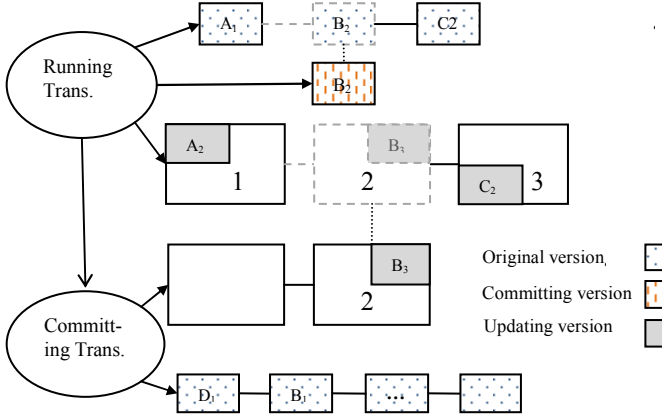 A₁ B₂ C2
Running
Trans.
B₂
A₂ B₃
1 2 3
C₂
B₃
2
Original version,
Committing version
Updating version
Committ-
ing Trans.
D₁ B₁ ...